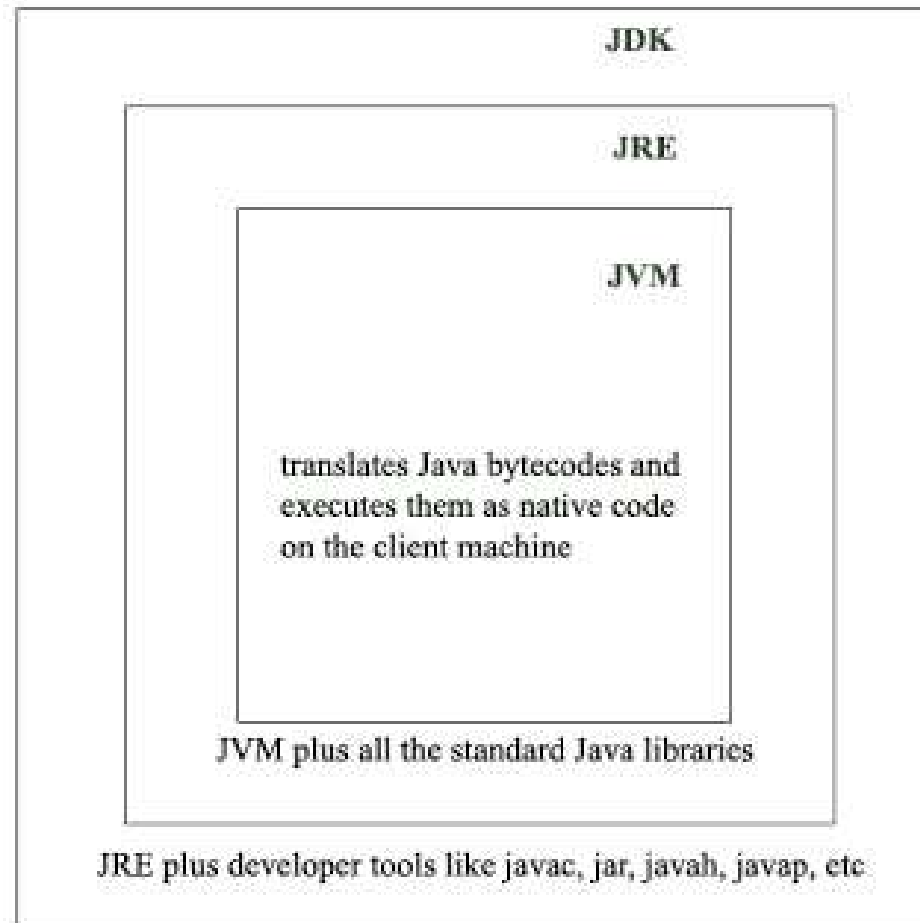 JDK
JRE
JVM
translates Java bytecodes and
executes them as native code
on the client machine
JVM plus all the standard Java libraries
JRE plus developer tools like javac, jar, javah, javap, etc